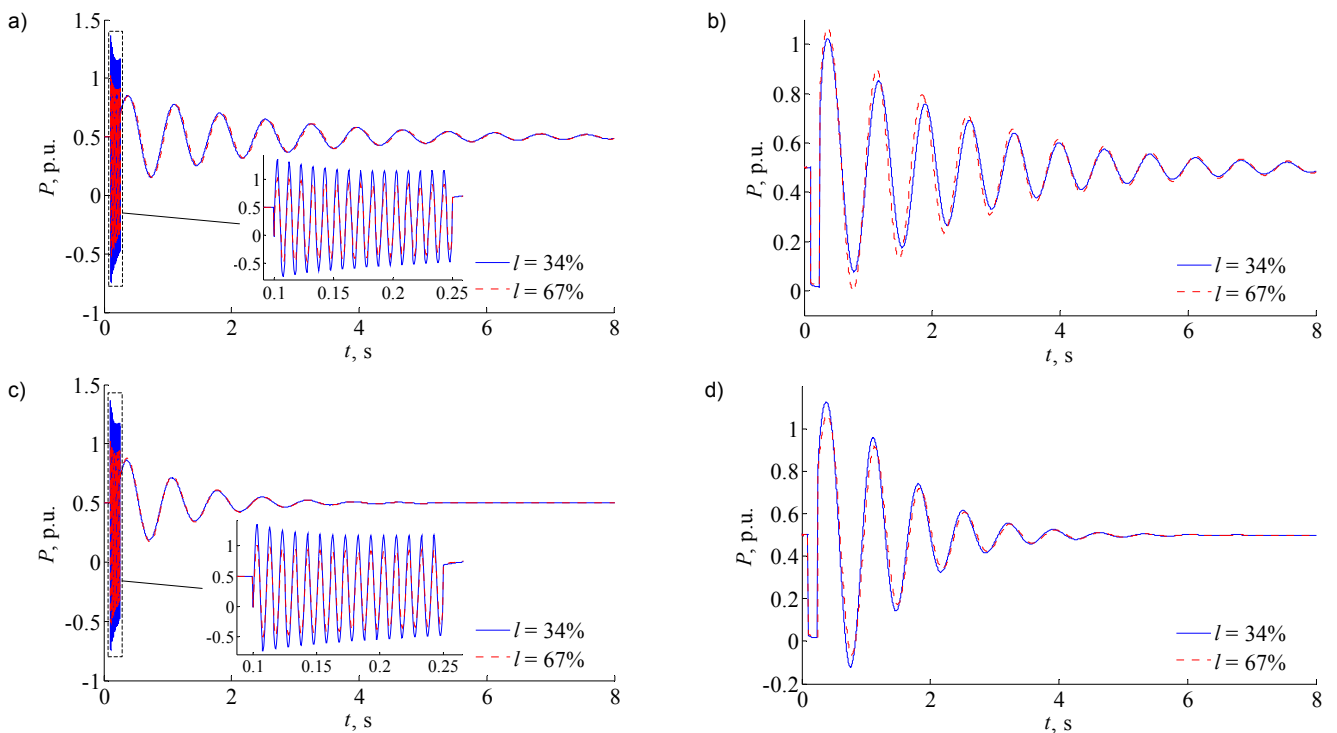 a)
1.5
1
0.5
0
-0.5
-1
P, p.u.
0 2 4 6 8
t, s
1
0.5
0
-0.5
0.1 0.15 0.2 0.25
l = 34%
l = 67%
b)
1
0.8
0.6
0.4
0.2
0
P, p.u.
0 2 4 6 8
t, s
l = 34%
l = 67%
c)
1.5
1
0.5
0
-0.5
-1
P, p.u.
0 2 4 6 8
t, s
1
0.5
0
-0.5
0.1 0.15 0.2 0.25
l = 34%
l = 67%
d)
1
0.8
0.6
0.4
0.2
0
-0.2
P, p.u.
0 2 4 6 8
t, s
l = 34%
l = 67%